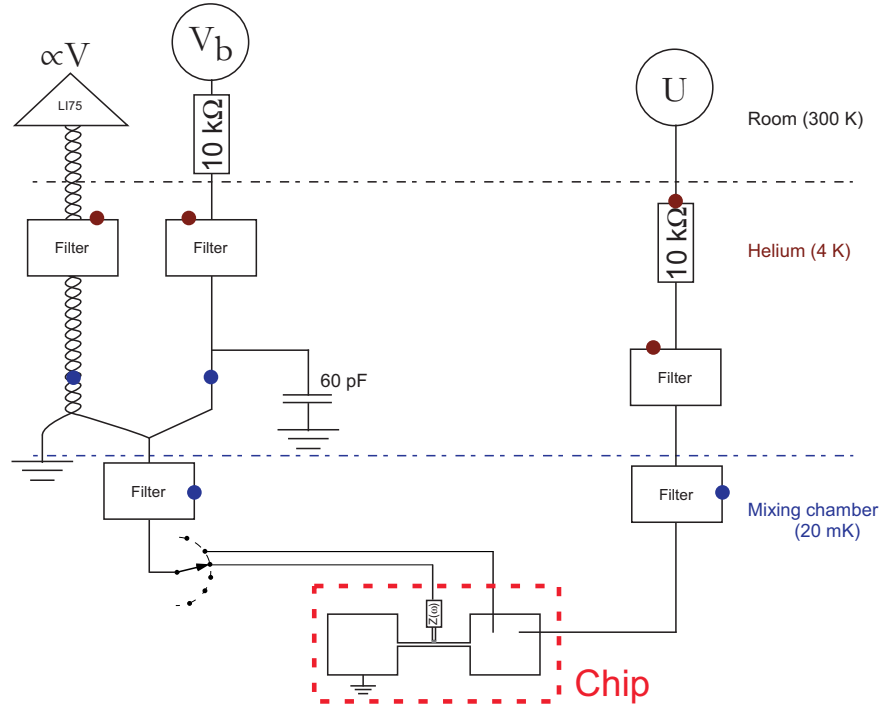 ∝V
V_b
U
LI75
10 kΩ
Room (300 K)
Filter
Filter
10 kΩ
Helium (4 K)
60 pF
Filter
Filter
Filter
Mixing chamber
(20 mK)
Z(ω)
Chip